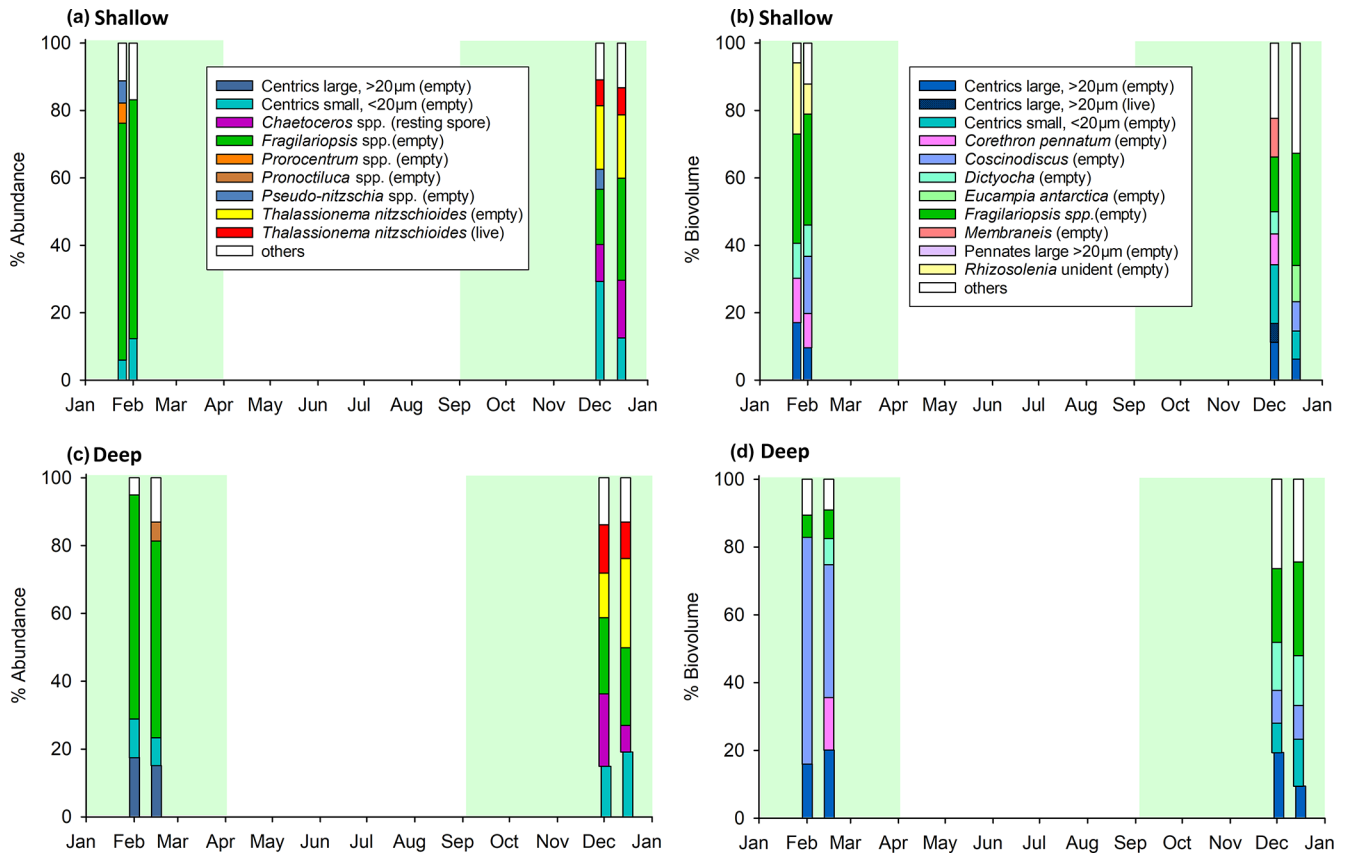 (a) Shallow
100
80
60
40
20
0
% Abundance
Centrics large, >20µm (empty)
Centrics small, <20µm (empty)
Chaetoceros spp. (resting spore)
Fragilariopsis spp.(empty)
Prorocentrum spp. (empty)
Pronoctiluca spp. (empty)
Pseudo-nitzschia spp. (empty)
Thalassionema nitzschioides (empty)
Thalassionema nitzschioides (live)
others
Jan Feb Mar Apr May Jun Jul Aug Sep Oct Nov Dec Jan
(b) Shallow
100
80
60
40
20
0
% Biovolume
Centrics large, >20µm (empty)
Centrics large, >20µm (live)
Centrics small, <20µm (empty)
Corethron pennatum (empty)
Coscinodiscus (empty)
Dictyocha (empty)
Eucampia antarctica (empty)
Fragilariopsis spp.(empty)
Membraneis (empty)
Pennates large >20µm (empty)
Rhizosolenia unident (empty)
others
Jan Feb Mar Apr May Jun Jul Aug Sep Oct Nov Dec Jan
(c) Deep
100
80
60
40
20
0
% Abundance
Jan Feb Mar Apr May Jun Jul Aug Sep Oct Nov Dec Jan
(d) Deep
100
80
60
40
20
0
% Biovolume
Jan Feb Mar Apr May Jun Jul Aug Sep Oct Nov Dec Jan